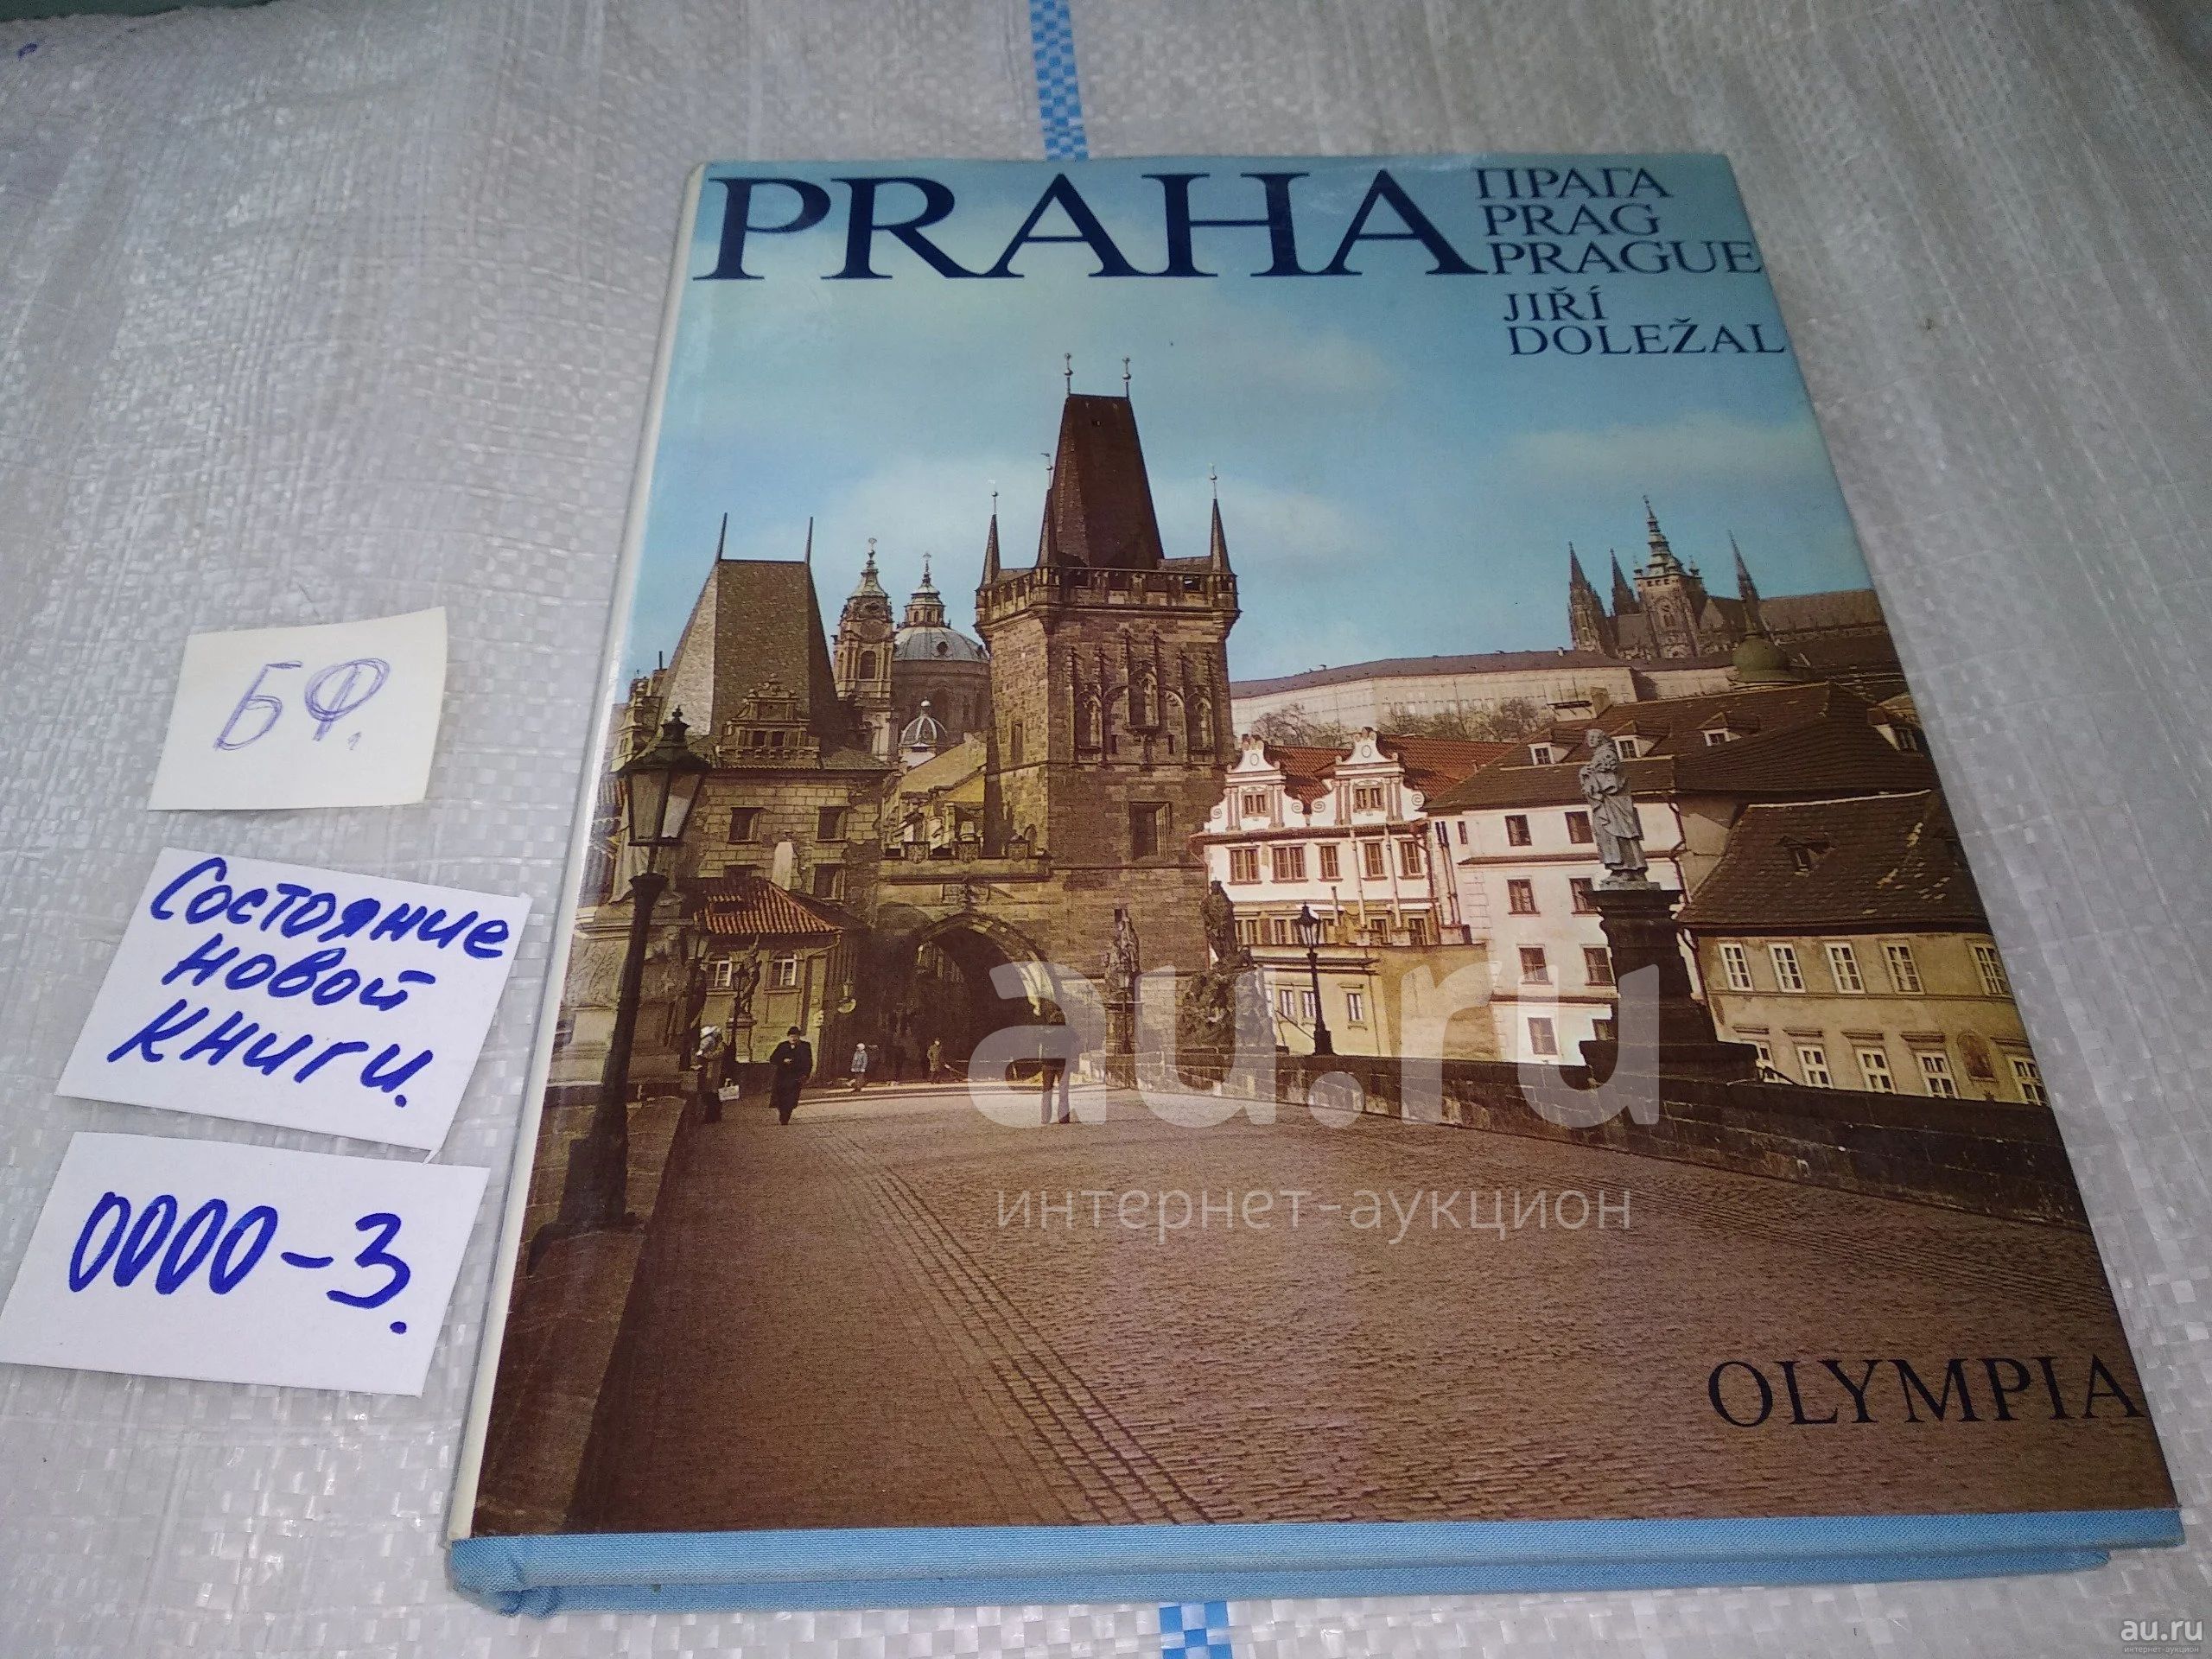 PRAHA
ПРАГА
PRAG
PRAGUE
JIŘÍ
DOLEŽAL
БФ.
Состояние
новой
книги.
0000-3.
au.ru
интернет-аукцион
OLYMPIA
au.ru
интернет-аукцион